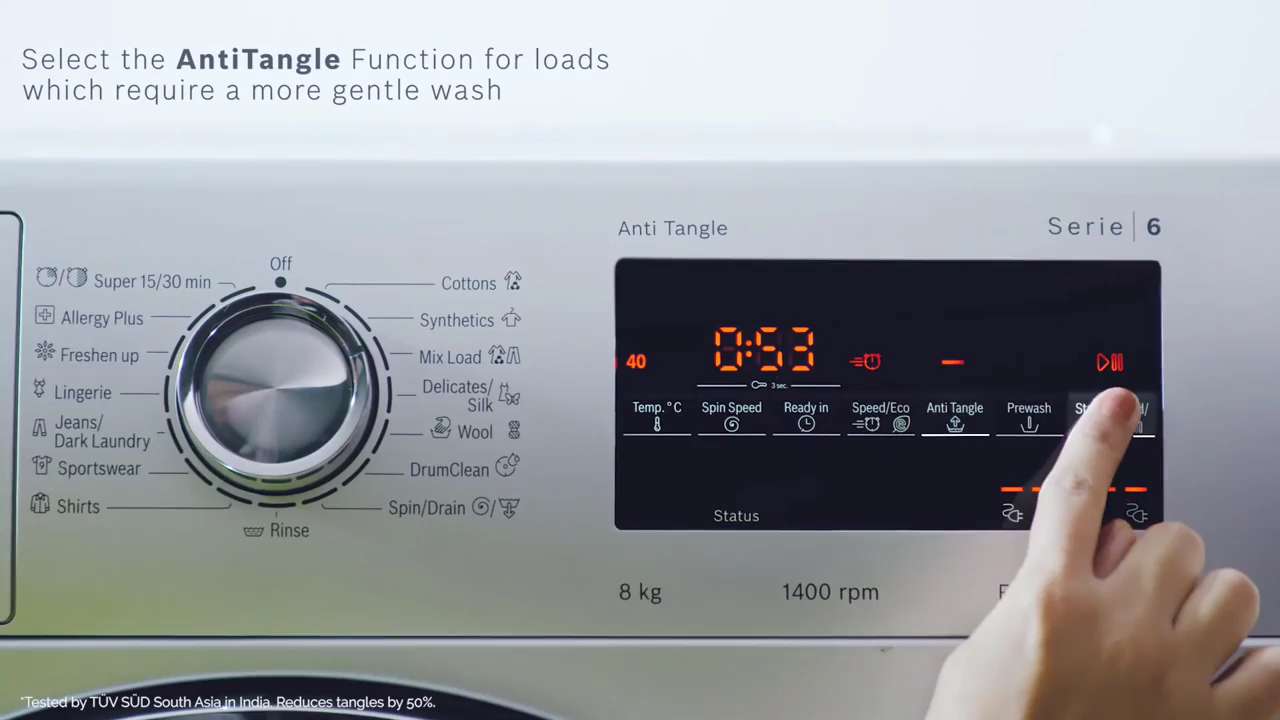 Select the AntiTangle Function for loads
which require a more gentle wash
Anti Tangle
Serie | 6
Off
Super 15/30 min
Allergy Plus
Freshen up
Lingerie
Jeans/
Dark Laundry
Sportswear
Shirts
Rinse
Cottons
Synthetics
Mix Load
Delicates/
Silk
Wool
DrumClean
Spin/Drain
40
0:53
3 sec.
Temp. °C
Spin Speed
Ready in
Speed/Eco
Anti Tangle
Prewash
Status
8 kg
1400 rpm
*Tested by TÜV SÜD South Asia in India. Reduces tangles by 50%.